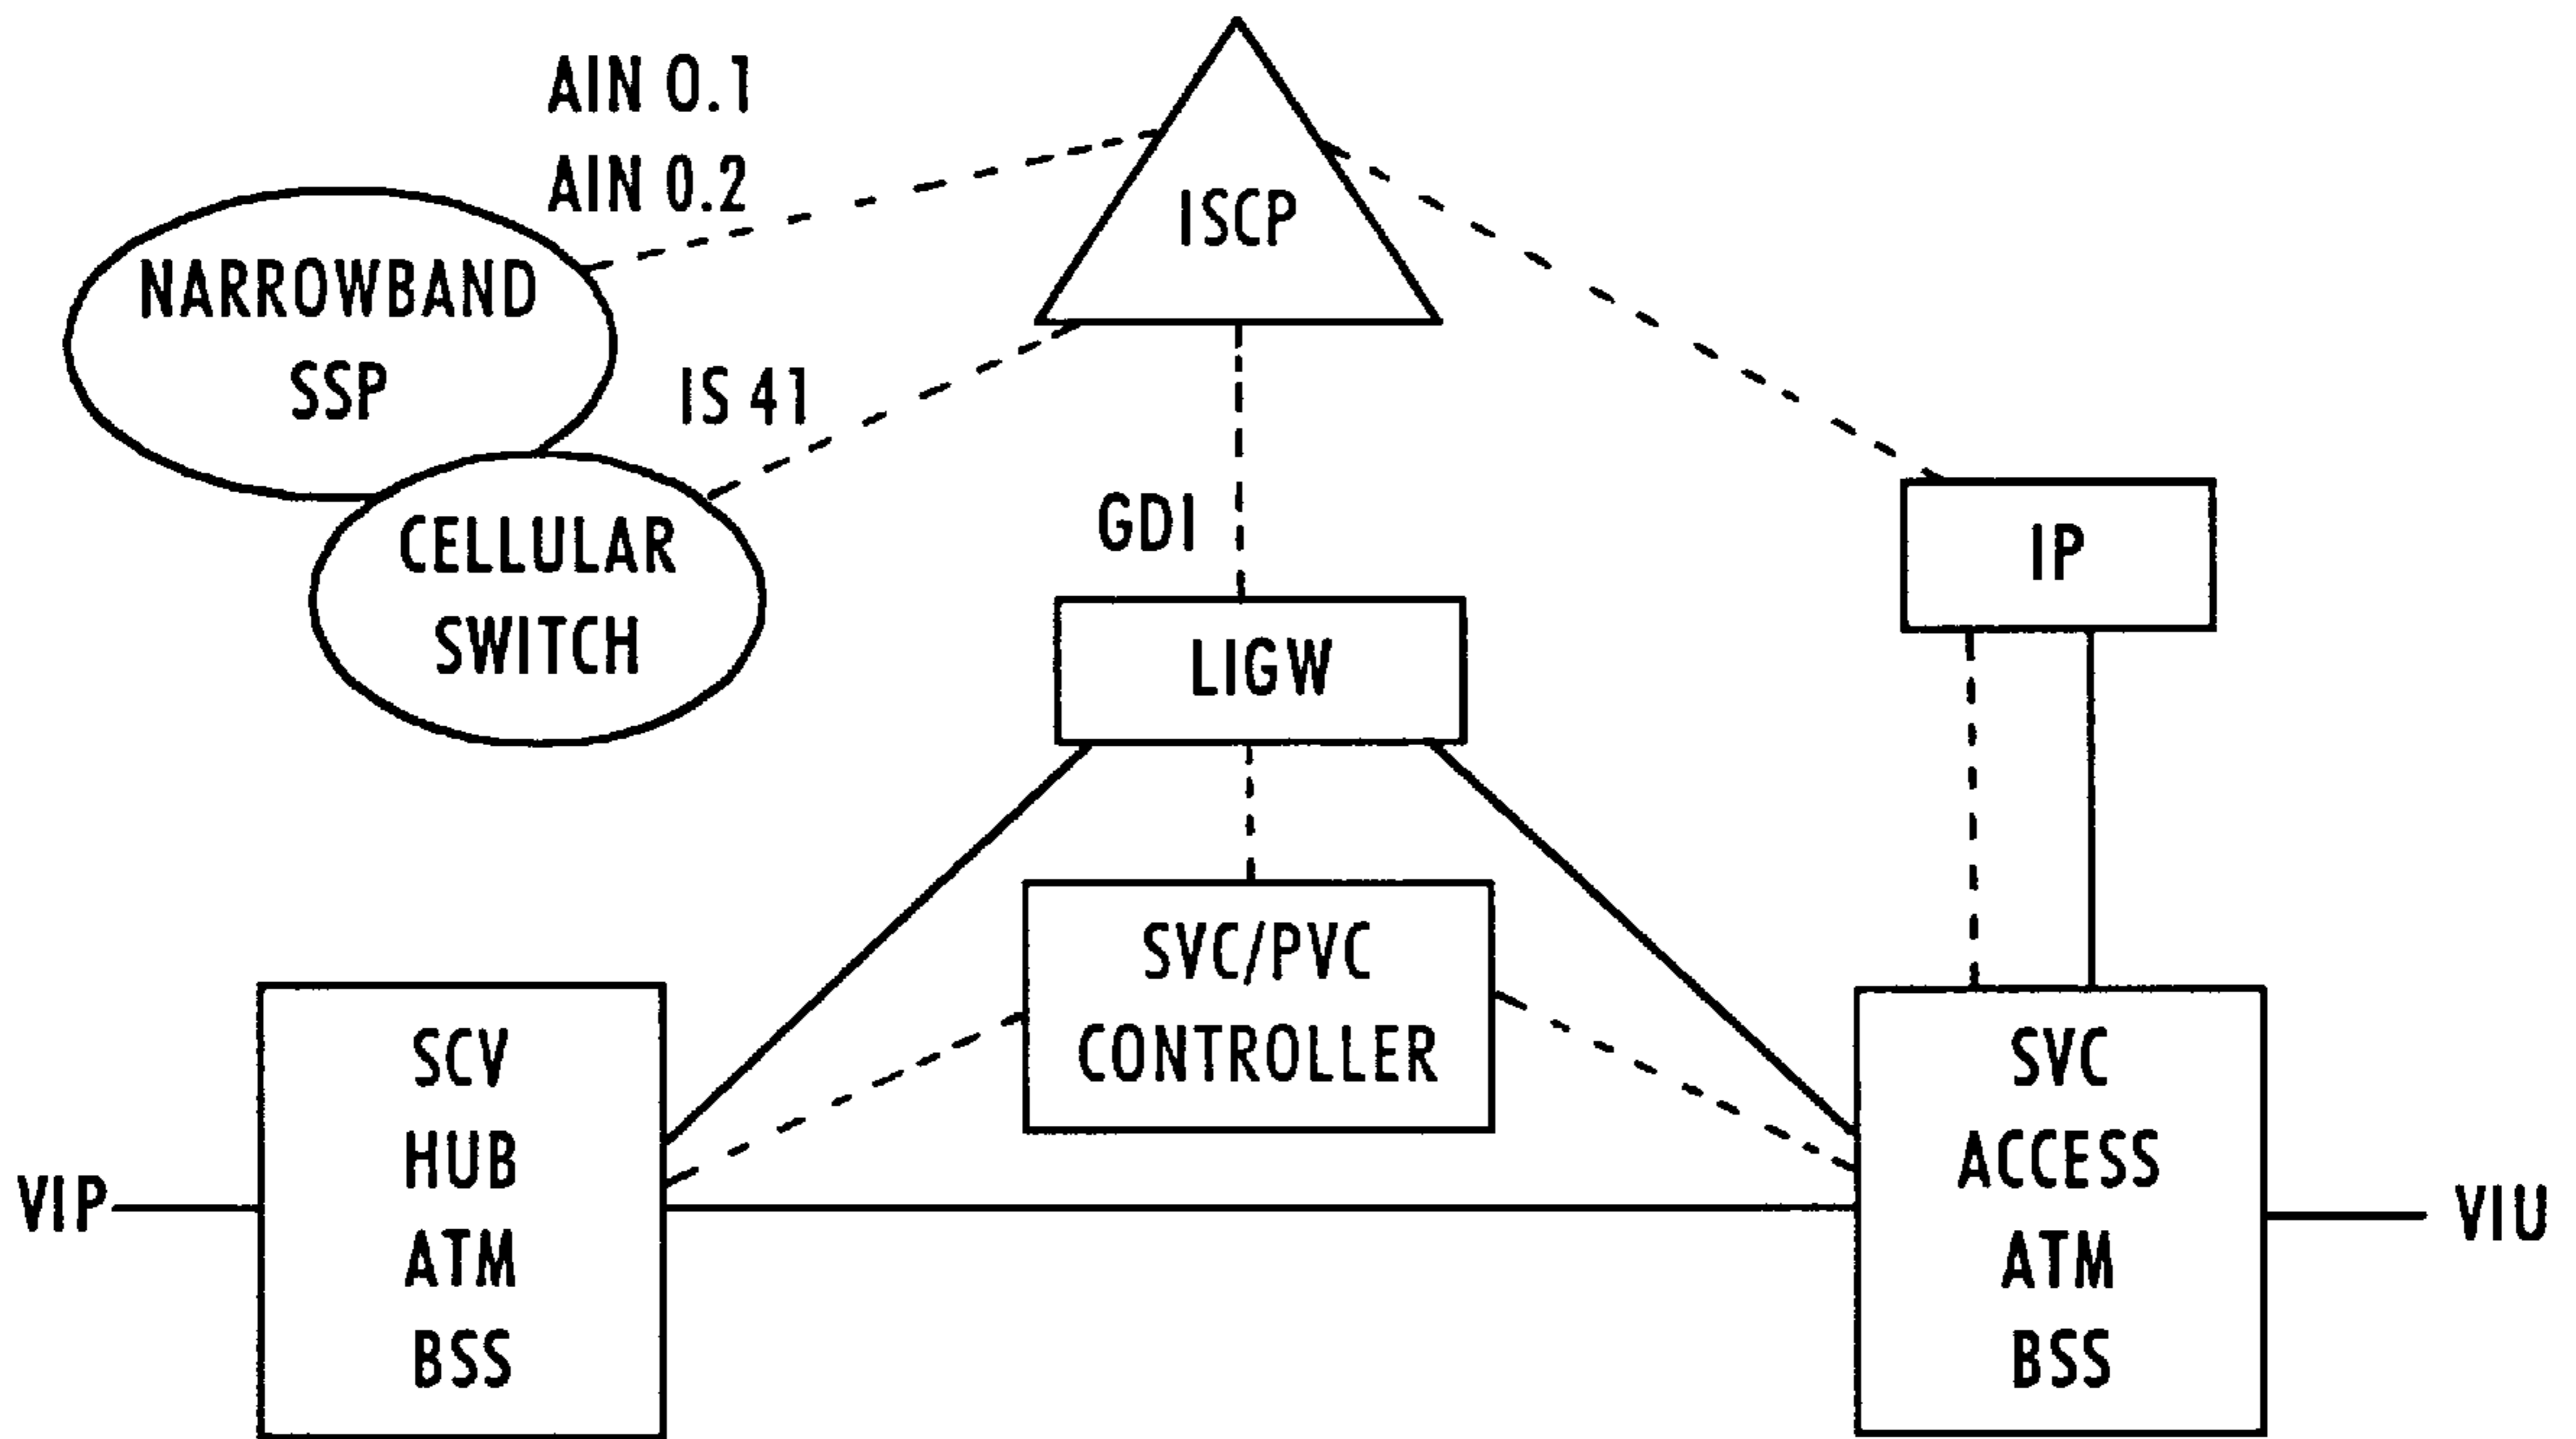 AIN 0.1
AIN 0.2
ISCP
NARROWBAND
SSP
IS 41
CELLULAR
SWITCH
GDI
IP
LIGW
SVC/PVC
CONTROLLER
SCV
HUB
ATM
BSS
SVC
ACCESS
ATM
BSS
VIP
VIU